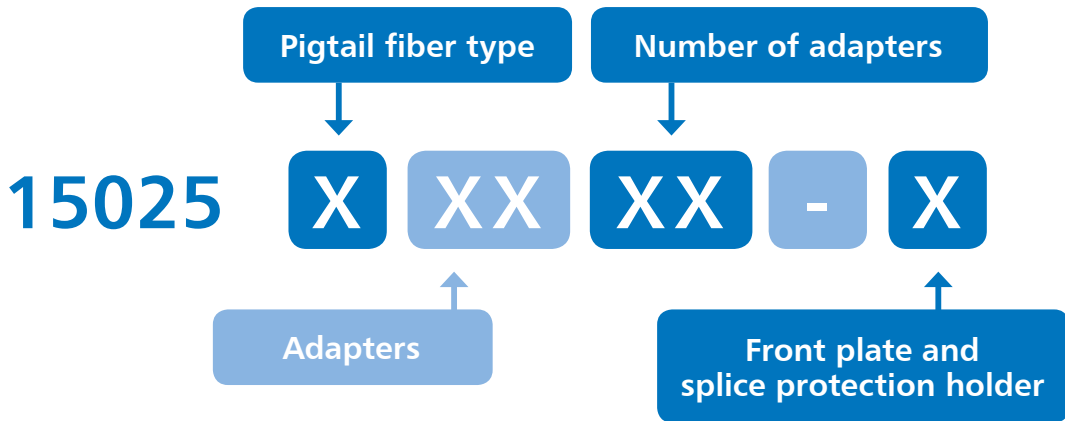 Pigtail fiber type
Number of adapters
15025 X XX XX - X
Adapters
Front plate and
splice protection holder